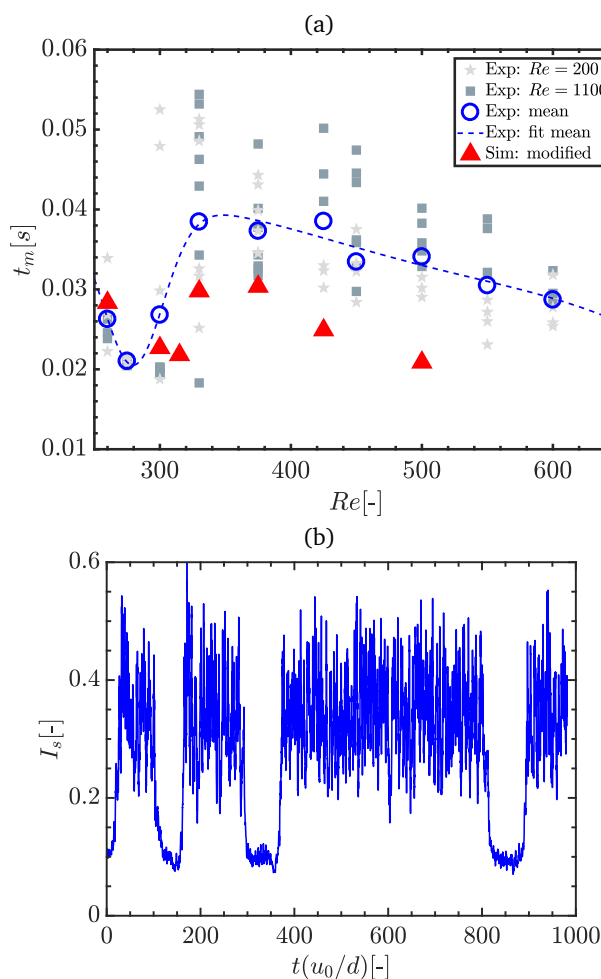 (a)
0.06
0.05
0.04
0.03
0.02
0.01
t_m[s]
Exp: Re = 200
Exp: Re = 1100
Exp: mean
Exp: fit mean
Sim: modified
300 400 500 600
Re[-]
(b)
0.6
0.4
0.2
0
I_s[-]
0 200 400 600 800 1000
t(u_0/d)[-]